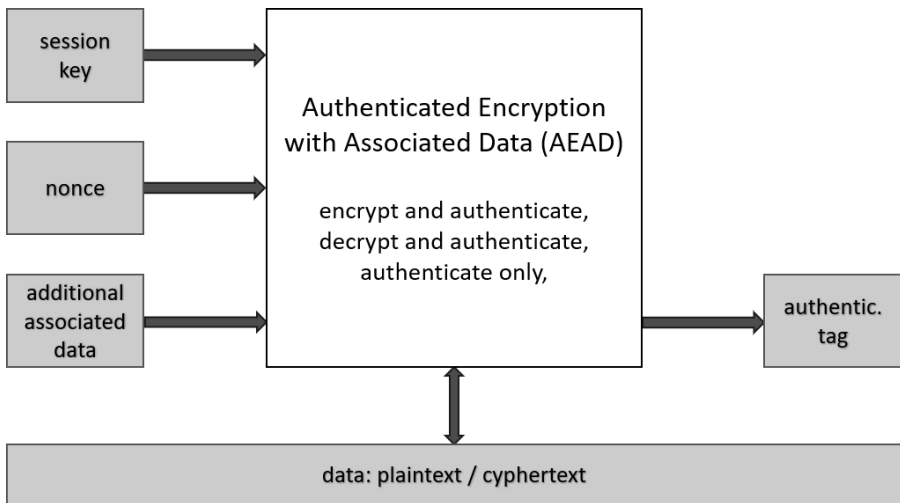 session
key
nonce
additional
associated
data
Authenticated Encryption
with Associated Data (AEAD)
encrypt and authenticate,
decrypt and authenticate,
authenticate only,
authentic.
tag
data: plaintext / cyphertext